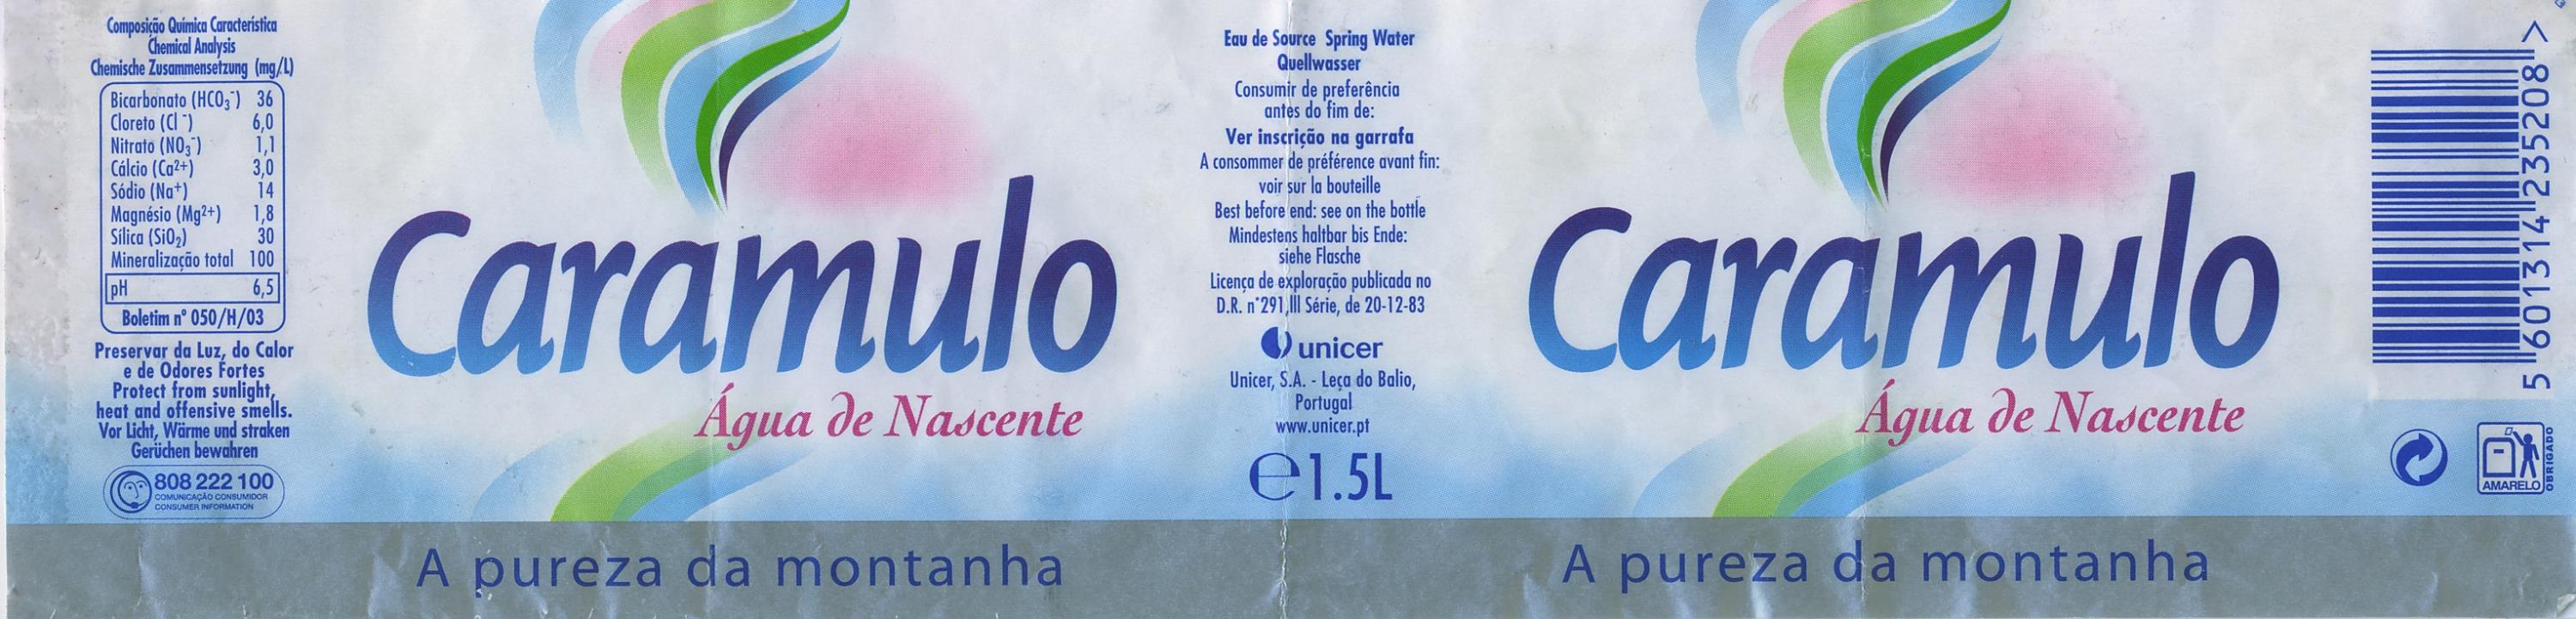 Composição Química Característica
Chemical Analysis
Chemische Zusammensetzung (mg/L)
Bicarbonato (HCO₃⁻) 36
Cloreto (Cl⁻) 6,0
Nitrato (NO₃⁻) 1,1
Cálcio (Ca²⁺) 3,0
Sódio (Na⁺) 14
Magnésio (Mg²⁺) 1,8
Sílica (SiO₂) 30
Mineralização total 100
pH 6,5
Boletim nº 050/H/03
Preservar da Luz, do Calor
e de Odores Fortes
Protect from sunlight,
heat and offensive smells.
Vor Licht, Wärme und straken
Gerüchen bewahren
808 222 100
COMUNICAÇÃO CONSUMIDOR
CONSUMER INFORMATION
Caramulo
Água de Nascente
A pureza da montanha
Eau de Source Spring Water
Quellwasser
Consumir de preferência
antes do fim de:
Ver inscrição na garrafa
A consommer de préférence avant fin:
voir sur la bouteille
Best before end: see on the bottle
Mindestens haltbar bis Ende:
siehe Flasche
Licença de exploração publicada no
D.R. n°291,III Série, de 20-12-83
unicer
Unicer, S.A. - Leça do Balio,
Portugal
www.unicer.pt
℮1.5L
Caramulo
Água de Nascente
A pureza da montanha
5 601314 235208 >
AMARELO
OBRIGADO